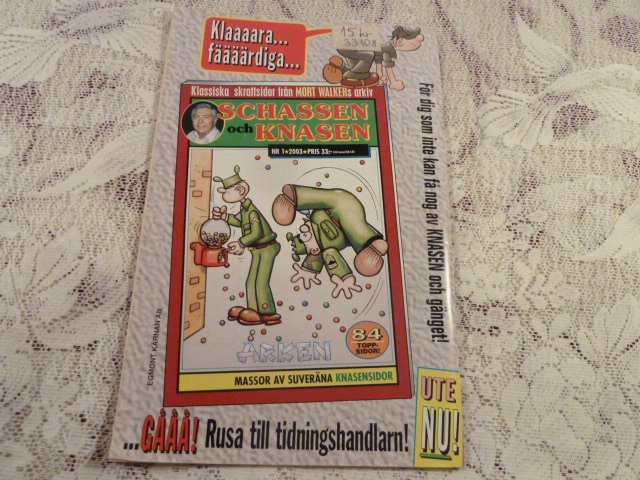 Klaaaara...
fäääärdiga...
15 kr
Klassiska skrattsidor från MORT WALKERs arkiv
SCHASSEN
och KNASEN
NR 1★2003★PRIS 33:-
84
TOPP-
SIDOR!
ARKEN
MASSOR AV SUVERÄNA KNASENSIDOR
För dig som inte kan få nog av KNASEN och gänget!
EGMONT KÄRNAN AB
...GÅÅÅ! Rusa till tidningshandlarn!
UTE
NU!